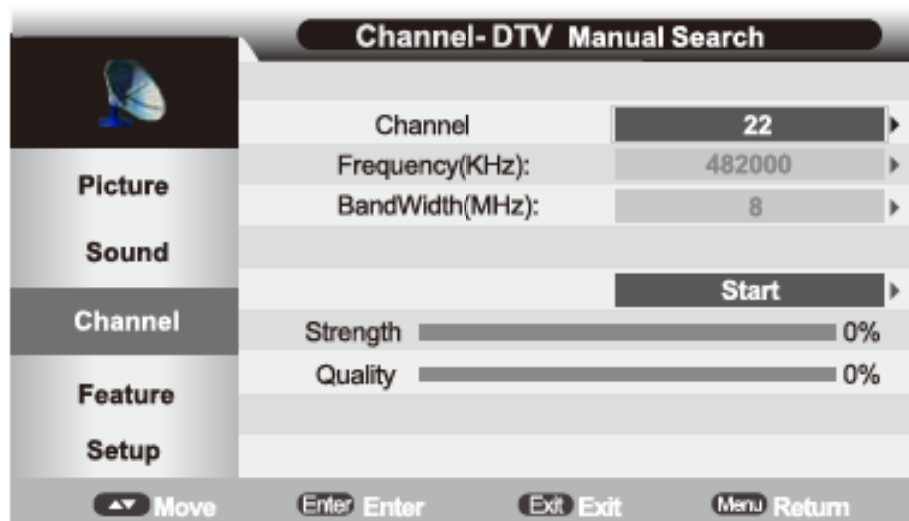 Channel- DTV Manual Search
Channel 22
Frequency(KHz): 482000
BandWidth(MHz): 8
Start
Strength 0%
Quality 0%
Picture
Sound
Channel
Feature
Setup
Move Enter Enter Exit Exit Menu Return